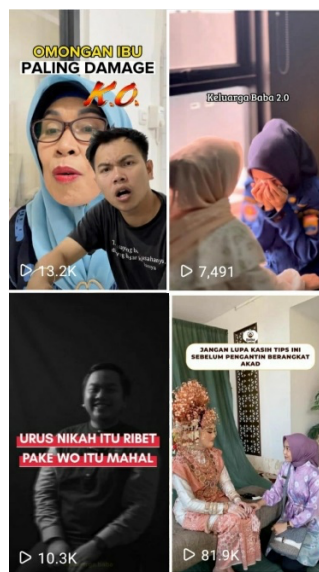 OMONGAN IBU
PALING DAMAGE
K.O.
13.2K
Keluarga Baba 2.0
7,491
URUS NIKAH ITU RIBET
PAKE WO ITU MAHAL
10.3K
JANGAN LUPA KASIH TIPS INI
SEBELUM PENGANTIN BERANGKAT
AKAD
81.9K